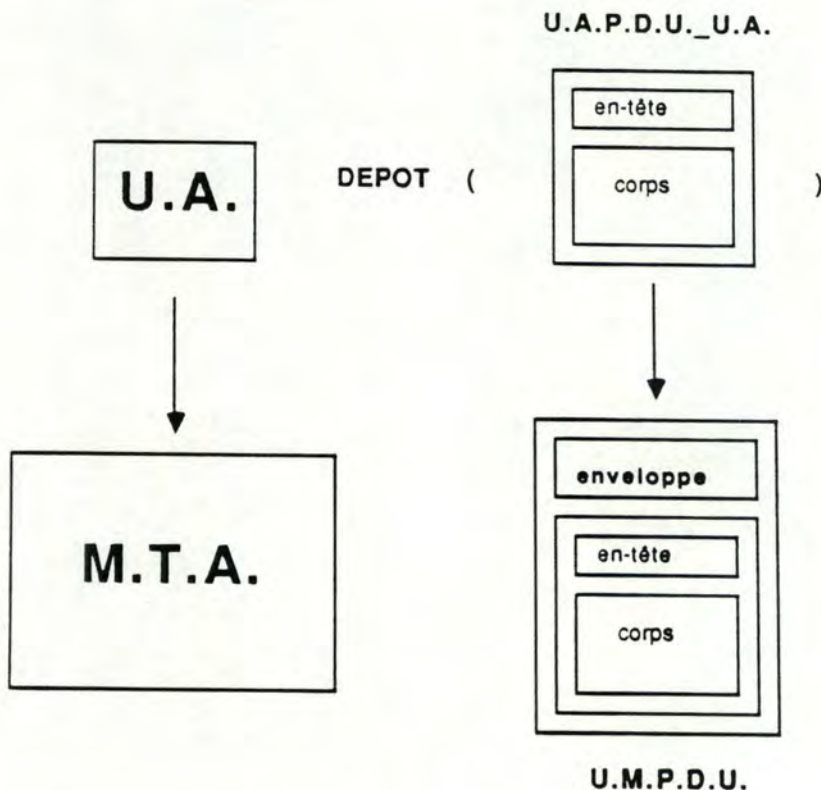 U.A.P.D.U._U.A.
en-tête
U.A. DEPOT ( corps )
enveloppe
en-tête
M.T.A.
corps
U.M.P.D.U.